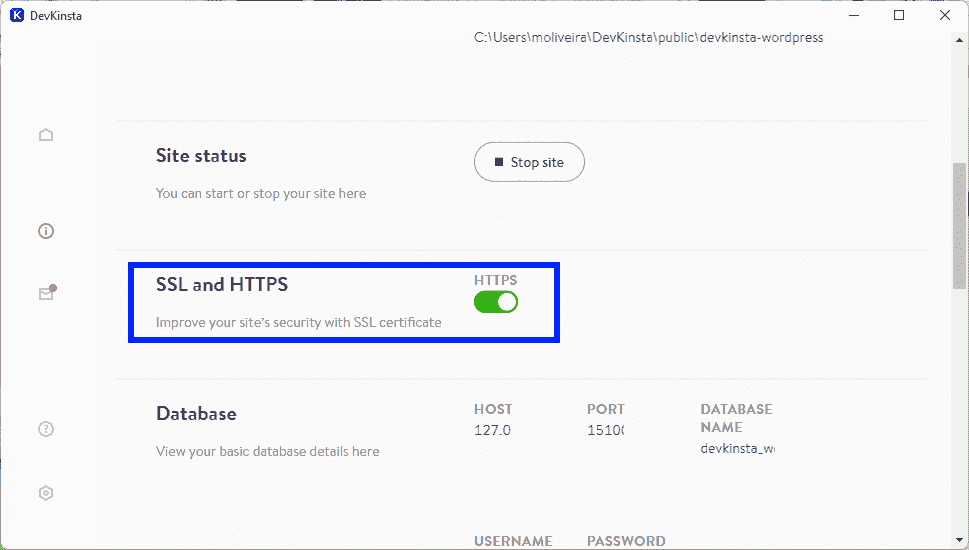 DevKinsta
C:\Users\moliveira\DevKinsta\public\devkinsta-wordpress
Site status
Stop site
You can start or stop your site here
SSL and HTTPS
HTTPS
Improve your site's security with SSL certificate
Database
HOST
PORT
DATABASE
NAME
127.0
1510
devkinsta_w
View your basic database details here
USERNAME
PASSWORD